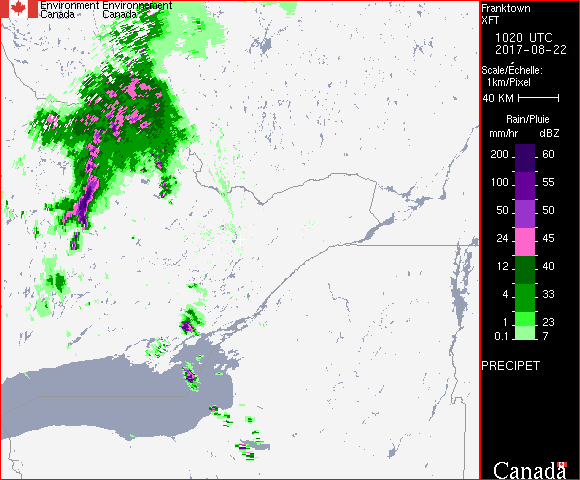 Environment Environnement
Canada Canada
Franktown
XFT
1020 UTC
2017-08-22
Scale/Échelle:
1km/Pixel
40 KM
Rain/Pluie
mm/hr dBZ
200 60
100 55
50 50
24 45
12 40
4 33
1 23
0.1 7
PRECIPET
Canada